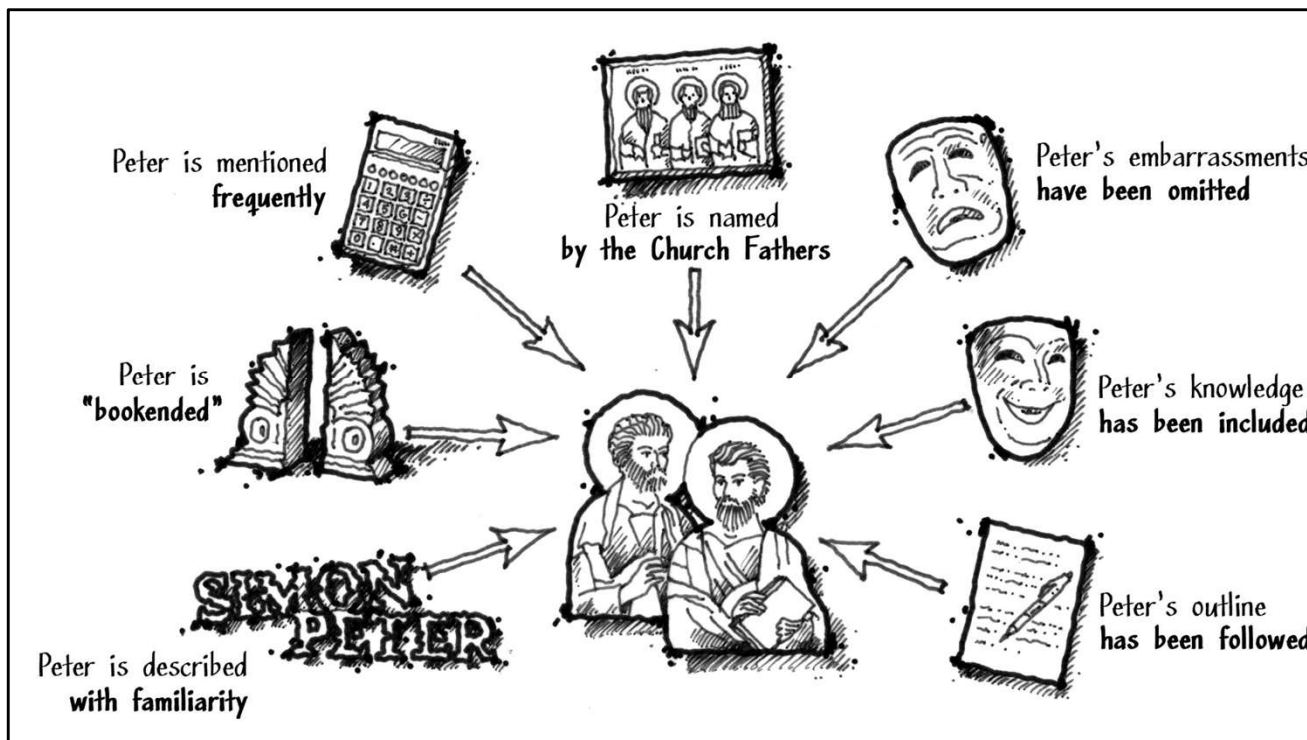 Peter is mentioned
frequently
Peter is named
by the Church Fathers
Peter's embarrassments
have been omitted
Peter is
"bookended"
Peter's knowledge
has been included
SIMON
PETER
Peter is described
with familiarity
Peter's outline
has been followed